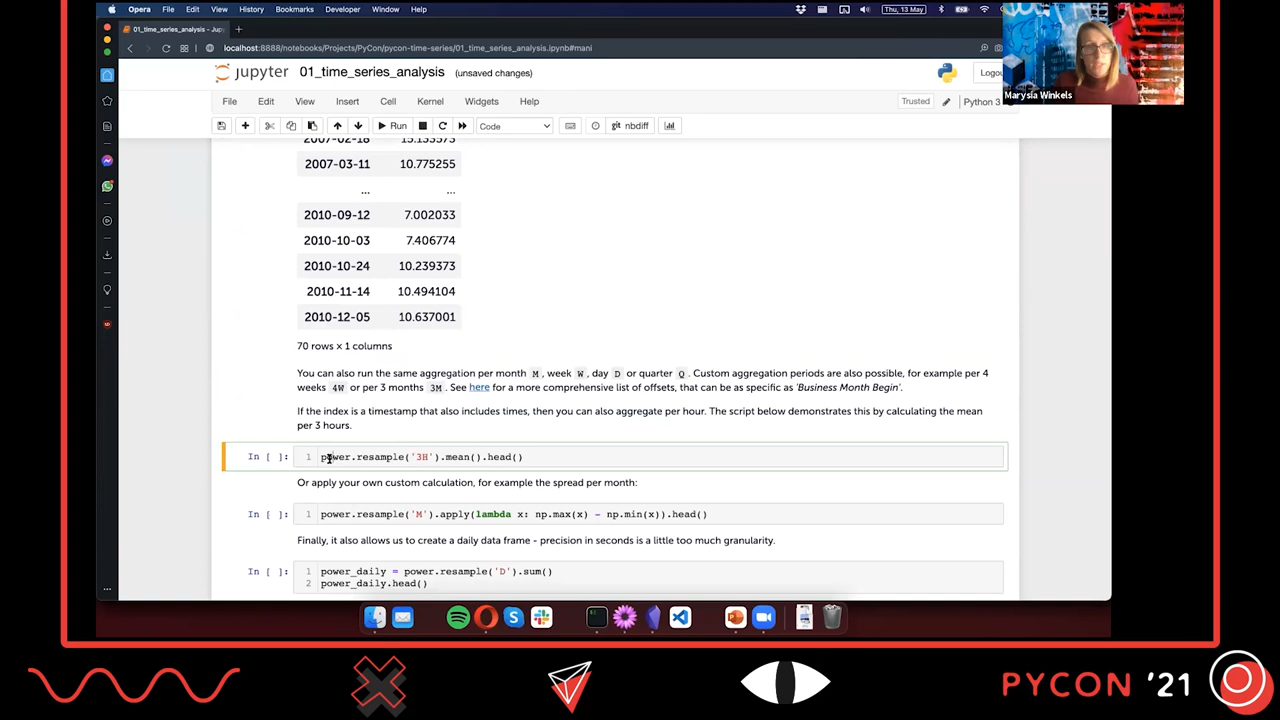 Opera File Edit View History Bookmarks Developer Window Help Thu, 13 May
01_time_series_analysis - Jup
localhost:8888/notebooks/Projects/PyCon/pycon-time-series/01_time_series_analysis.ipynb#mani
jupyter 01_time_series_analysis (unsaved changes)
Logou
Marysia Winkels
File Edit View Insert Cell Kernel Widgets Help
Trusted Python 3
Run Code nbdiff
2007-02-18 15.133573
2007-03-11 10.775255
... ...
2010-09-12 7.002033
2010-10-03 7.406774
2010-10-24 10.239373
2010-11-14 10.494104
2010-12-05 10.637001
70 rows × 1 columns
You can also run the same aggregation per month M , week W , day D or quarter Q . Custom aggregation periods are also possible, for example per 4
weeks 4W or per 3 months 3M . See here for a more comprehensive list of offsets, that can be as specific as 'Business Month Begin'.
If the index is a timestamp that also includes times, then you can also aggregate per hour. The script below demonstrates this by calculating the mean
per 3 hours.
In [ ]: 1 power.resample('3H').mean().head()
Or apply your own custom calculation, for example the spread per month:
In [ ]: 1 power.resample('M').apply(lambda x: np.max(x) - np.min(x)).head()
Finally, it also allows us to create a daily data frame - precision in seconds is a little too much granularity.
In [ ]: 1 power_daily = power.resample('D').sum()
2 power_daily.head()
PYCON '21